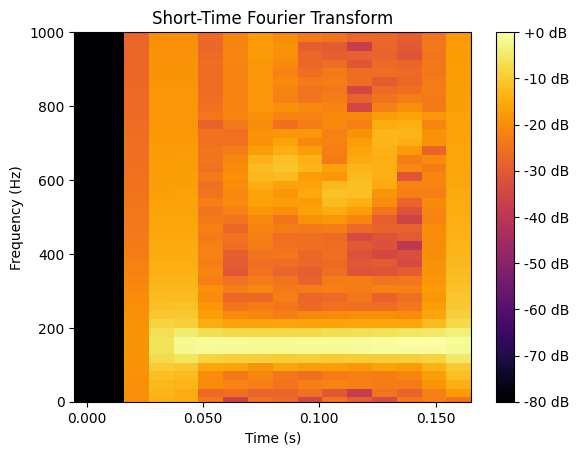 Short-Time Fourier Transform
1000
800
600
400
200
0
Frequency (Hz)
0.000
0.050
0.100
0.150
Time (s)
+0 dB
-10 dB
-20 dB
-30 dB
-40 dB
-50 dB
-60 dB
-70 dB
-80 dB